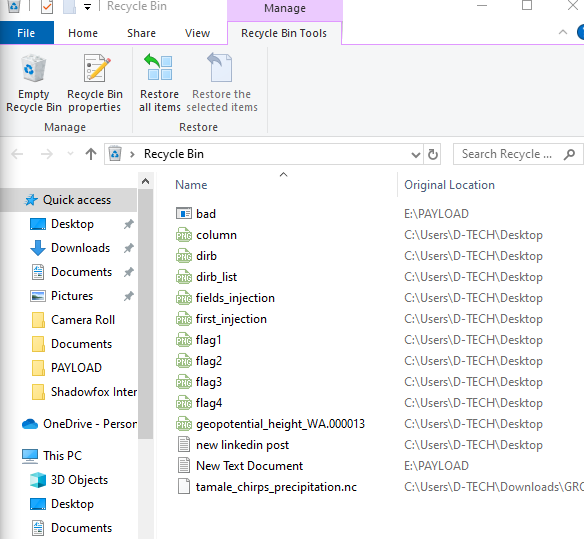 Recycle Bin
Manage
File
Home
Share
View
Recycle Bin Tools
Empty Recycle Bin
Recycle Bin properties
Manage
Restore all items
Restore the selected items
Restore
Recycle Bin
Search Recycle ...
Quick access
Desktop
Downloads
Documents
Pictures
Camera Roll
Documents
PAYLOAD
Shadowfox Inter
OneDrive - Person
This PC
3D Objects
Desktop
Documents
Name Original Location
bad E:\PAYLOAD
column C:\Users\D-TECH\Desktop
dirb C:\Users\D-TECH\Desktop
dirb_list C:\Users\D-TECH\Desktop
fields_injection C:\Users\D-TECH\Desktop
first_injection C:\Users\D-TECH\Desktop
flag1 C:\Users\D-TECH\Desktop
flag2 C:\Users\D-TECH\Desktop
flag3 C:\Users\D-TECH\Desktop
flag4 C:\Users\D-TECH\Desktop
geopotential_height_WA.000013 C:\Users\D-TECH\Desktop
new linkedin post C:\Users\D-TECH\Desktop
New Text Document E:\PAYLOAD
tamale_chirps_precipitation.nc C:\Users\D-TECH\Downloads\GRC